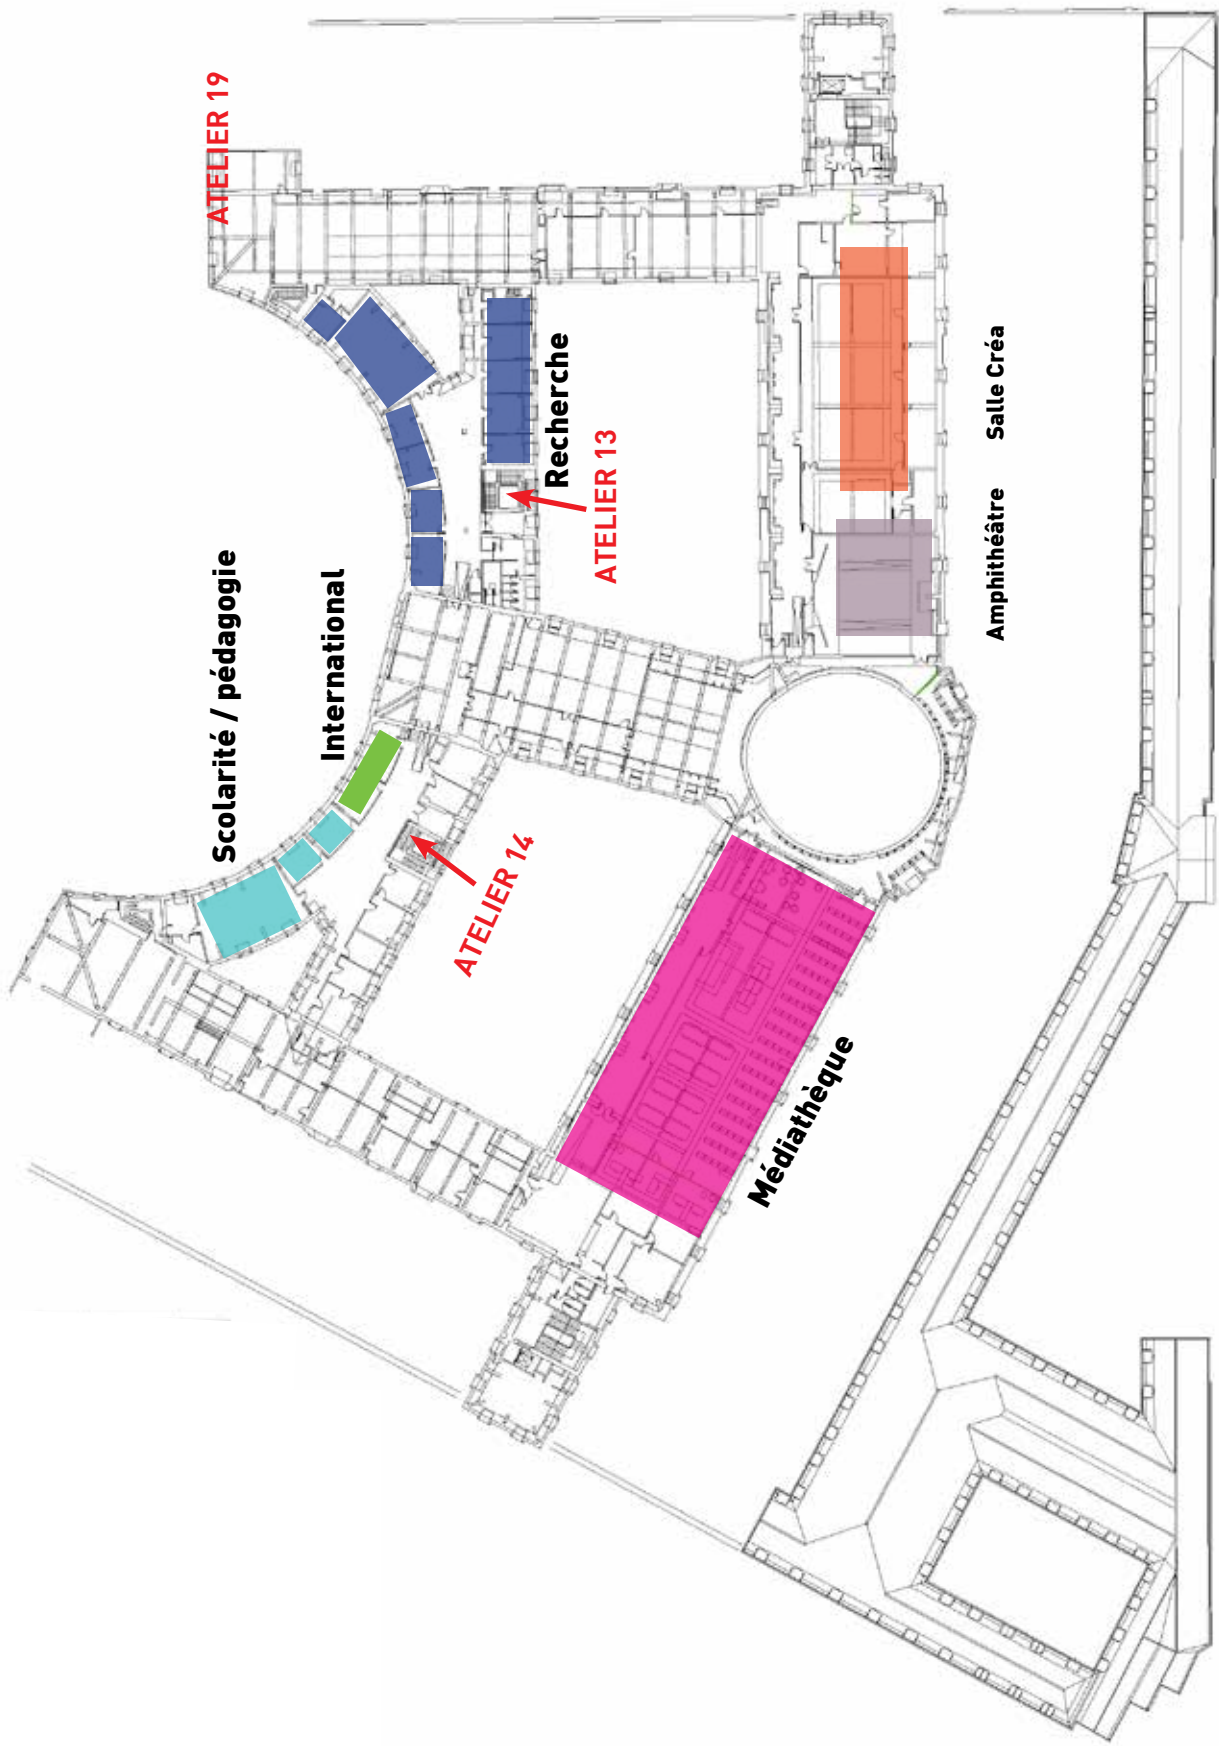 ATELIER 19
Recherche
ATELIER 13
Salle Créa
Amphithéâtre
Scolarité / pédagogie
International
ATELIER 14
Médiathèque